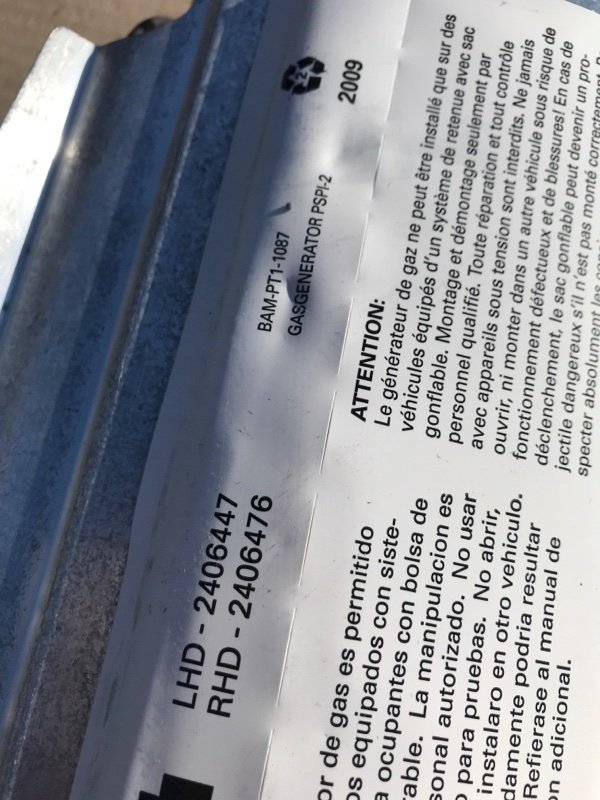 LHD - 2406447
RHD - 2406476
BAM-PT1-1087
GASGENERATOR PSPI-2
2
2009
ATTENTION:
Le générateur de gaz ne peut être installé que sur des
véhicules équipés d'un système de retenue avec sac
gonflable. Montage et démontage seulement par
personnel qualifié. Toute réparation et tout contrôle
avec appareils sous tension sont interdits. Ne jamais
ouvrir, ni monter dans un autre véhicule sous risque de
fonctionnement défectueux et de blessures! En cas de
déclenchement, le sac gonflable peut devenir un pro-
jectile dangereux s'il n'est pas monté correctement.
specter absolument les
or de gas es permitido
os equipados con siste-
a ocupantes con bolsa de
able. La manipulacion es
sonal autorizado. No usar
para pruebas. No abrir,
instalaro en otro vehiculo.
damente podria resultar
Refierase al manual de
on adicional.